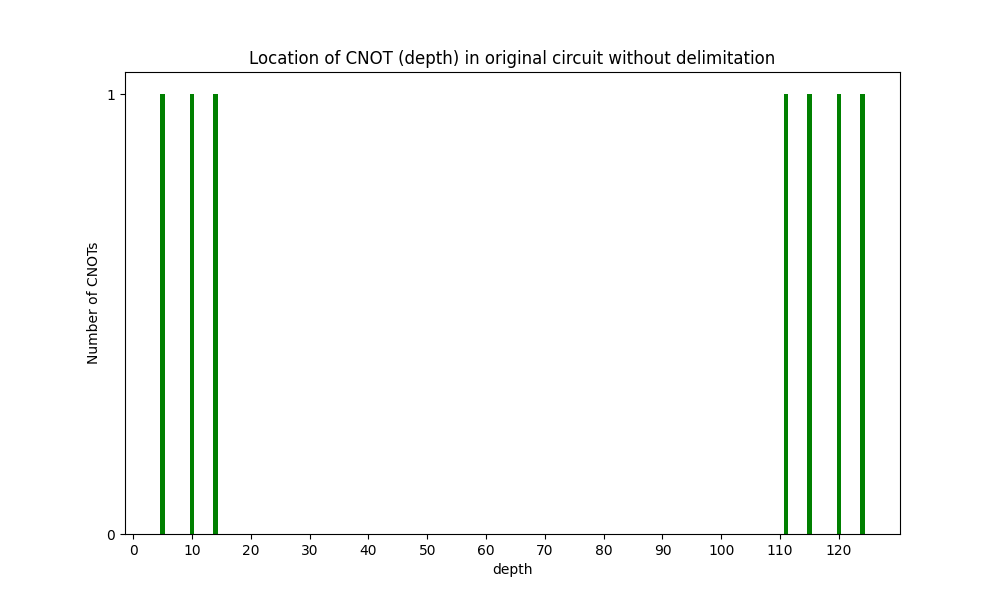 Location of CNOT (depth) in original circuit without delimitation
1
Number of CNOTs
0
0 10 20 30 40 50 60 70 80 90 100 110 120
depth